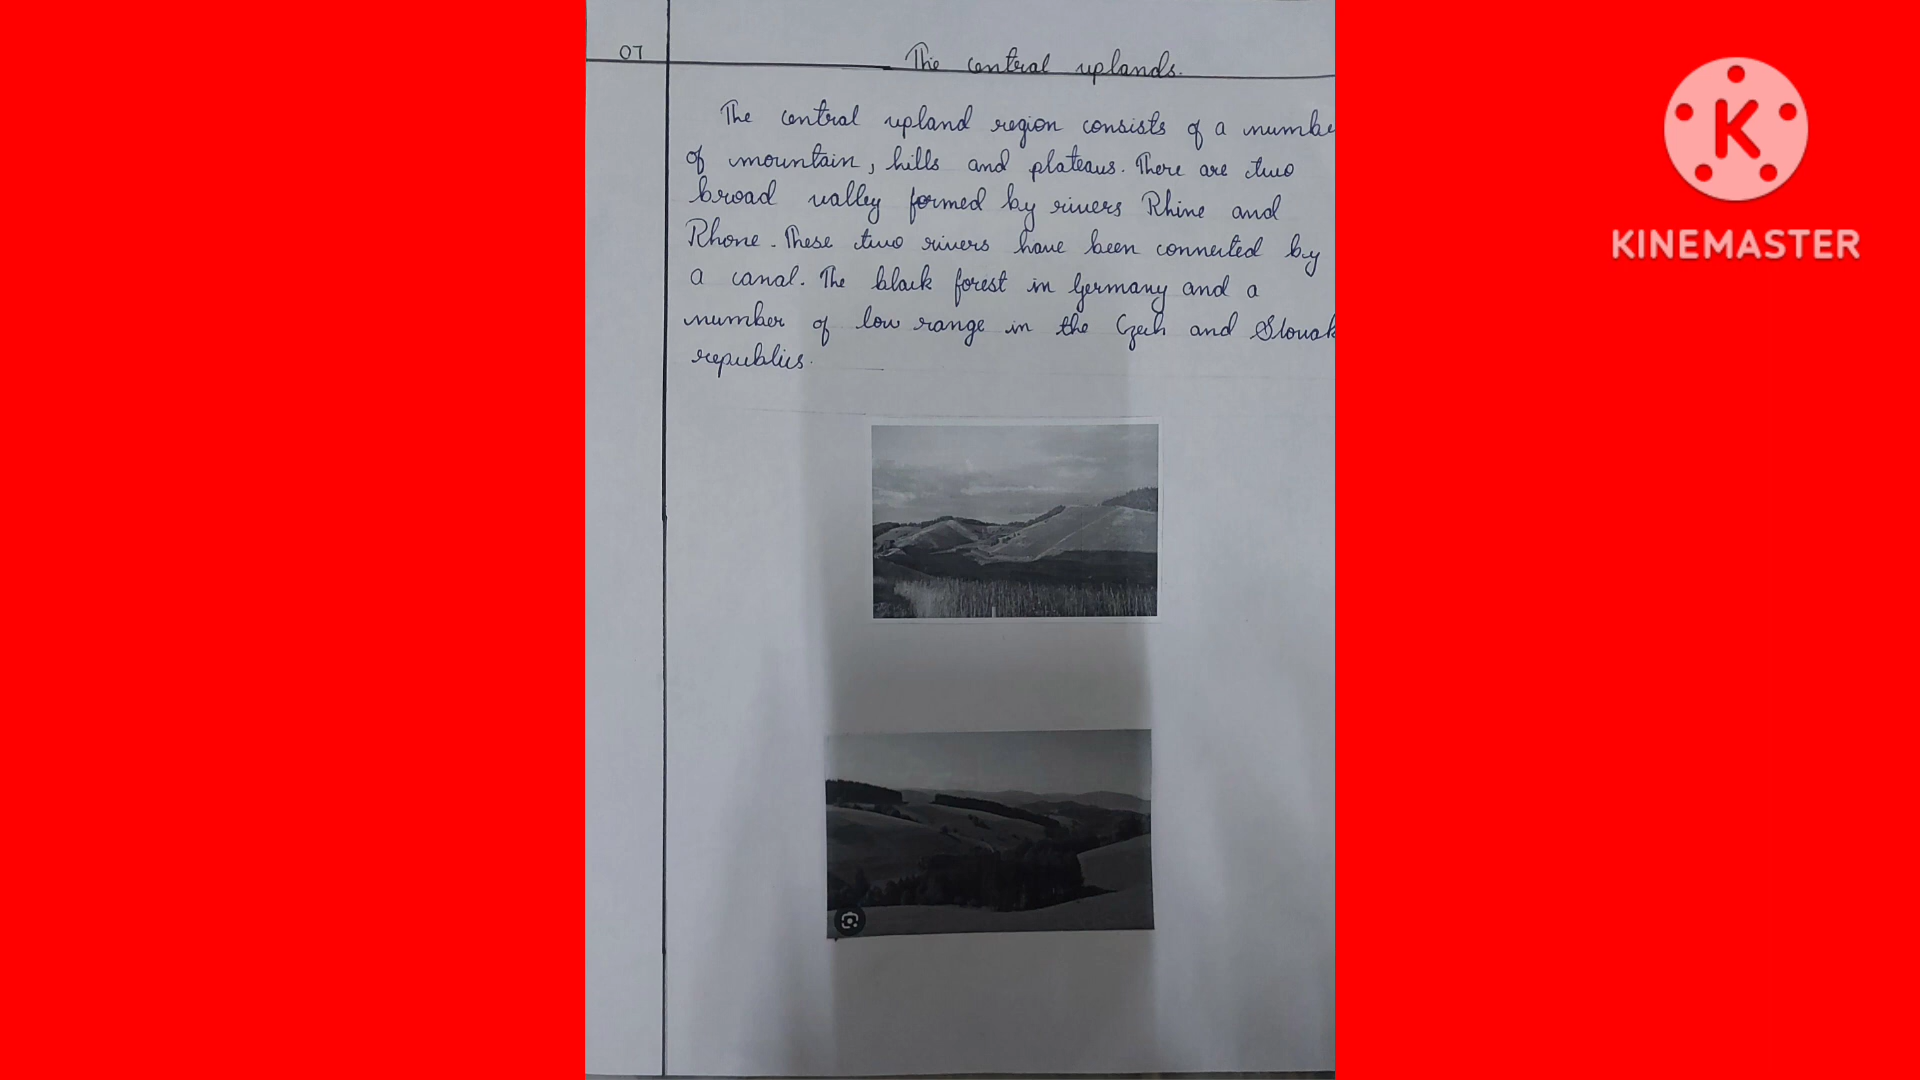 07
The central uplands.
The central upland region consists of a numbe
of mountain, hills and plateaus. There are two
broad valley formed by rivers Rhine and
Rhone. These two rivers have been connected by
a canal. The black forest in Germany and a
number of low range in the Czech and Slovak
republics.
K
KINEMASTER